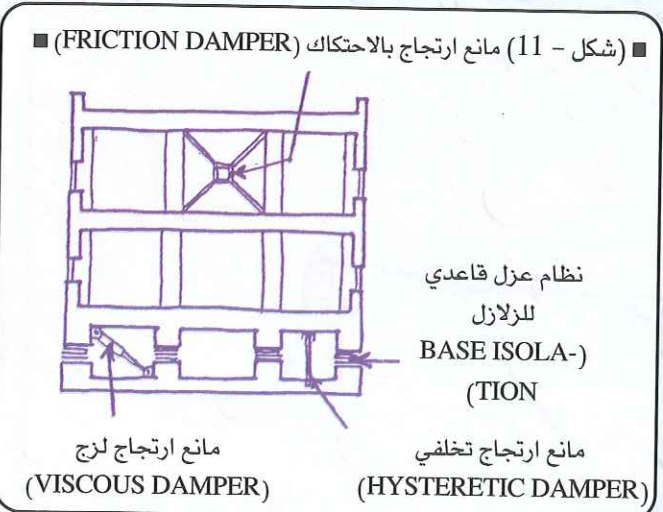 ■ (شكل – 11) مانع ارتجاج بالاحتكاك (FRICTION DAMPER) ■
نظام عزل قاعدي
للزلازل
(BASE ISOLA-
TION)
مانع ارتجاج تخلفي
(HYSTERETIC DAMPER)
مانع ارتجاج لزج
(VISCOUS DAMPER)